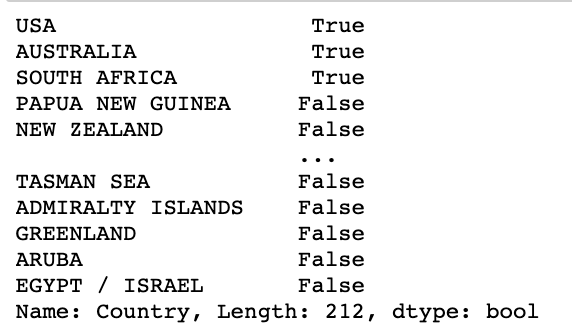 USA True
AUSTRALIA True
SOUTH AFRICA True
PAPUA NEW GUINEA False
NEW ZEALAND False
...
TASMAN SEA False
ADMIRALTY ISLANDS False
GREENLAND False
ARUBA False
EGYPT / ISRAEL False
Name: Country, Length: 212, dtype: bool